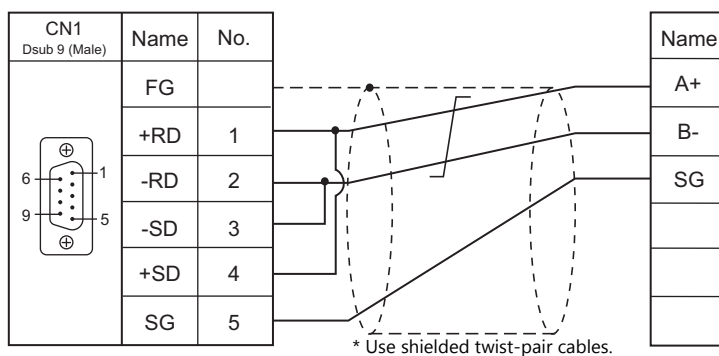 CN1
Dsub 9 (Male)
Name
No.
Name
FG
A+
+RD
1
B-
-RD
2
SG
-SD
3
+SD
4
SG
5
6
1
9
5
* Use shielded twist-pair cables.